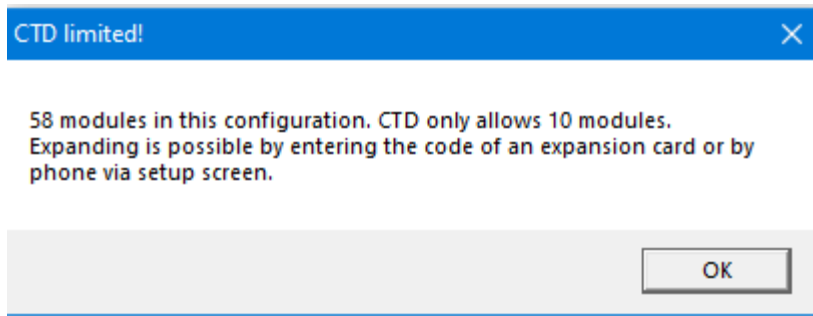 CTD limited!
58 modules in this configuration. CTD only allows 10 modules.
Expanding is possible by entering the code of an expansion card or by
phone via setup screen.
OK